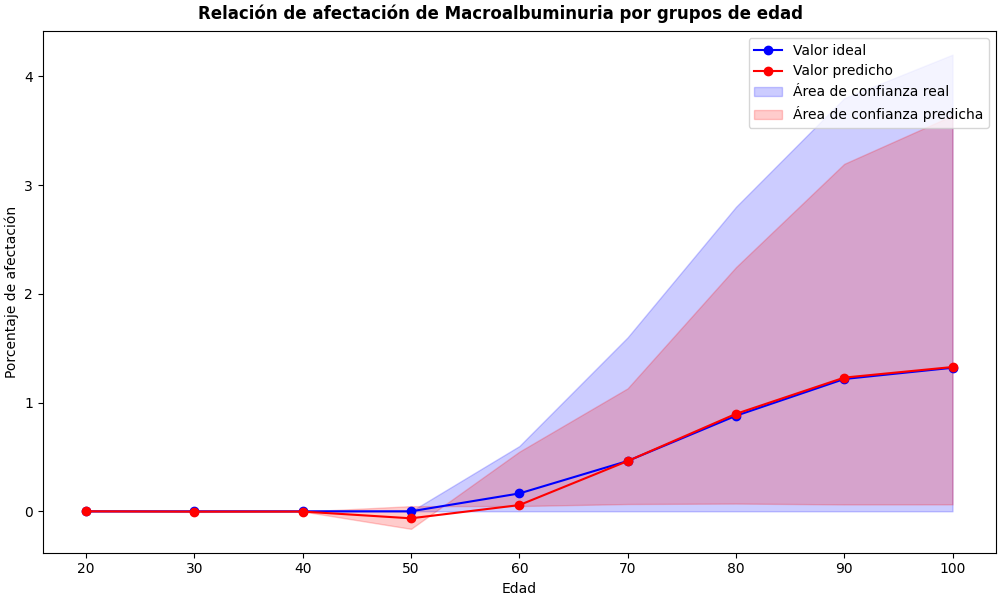 Relación de afectación de Macroalbuminuria por grupos de edad
Valor ideal
Valor predicho
Área de confianza real
Área de confianza predicha
Porcentaje de afectación
4
3
2
1
0
20 30 40 50 60 70 80 90 100
Edad